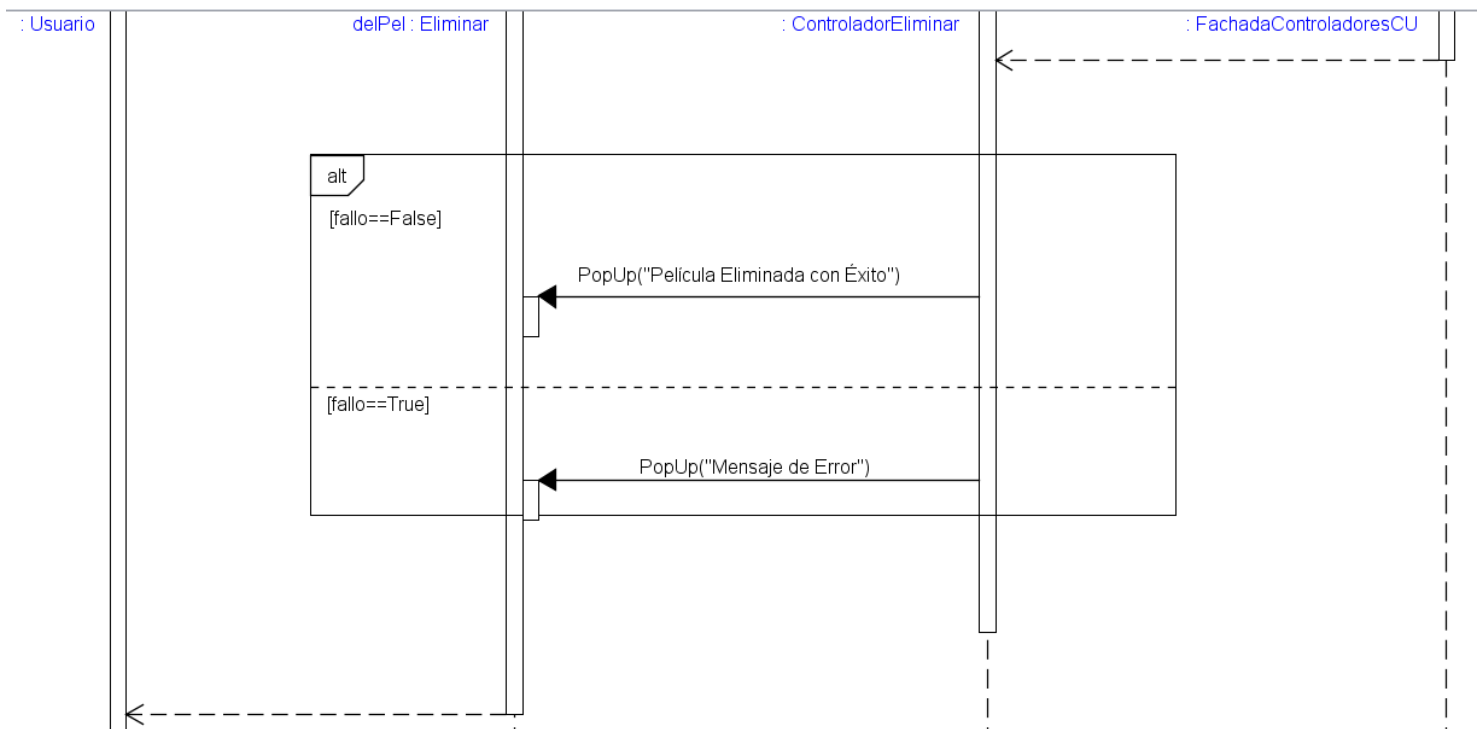 : Usuario
delPel : Eliminar
: ControladorEliminar
: FachadaControladoresCU
alt
[fallo==False]
PopUp("Película Eliminada con Éxito")
[fallo==True]
PopUp("Mensaje de Error")